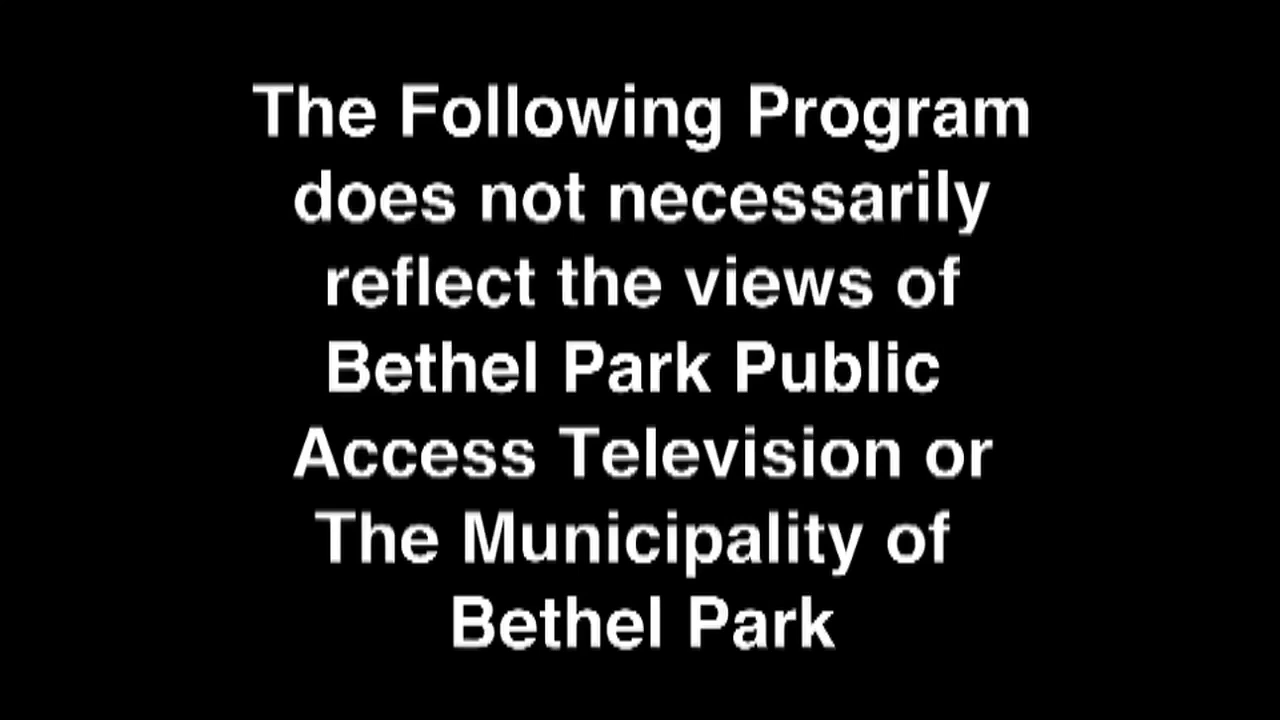 The Following Program
does not necessarily
reflect the views of
Bethel Park Public
Access Television or
The Municipality of
Bethel Park